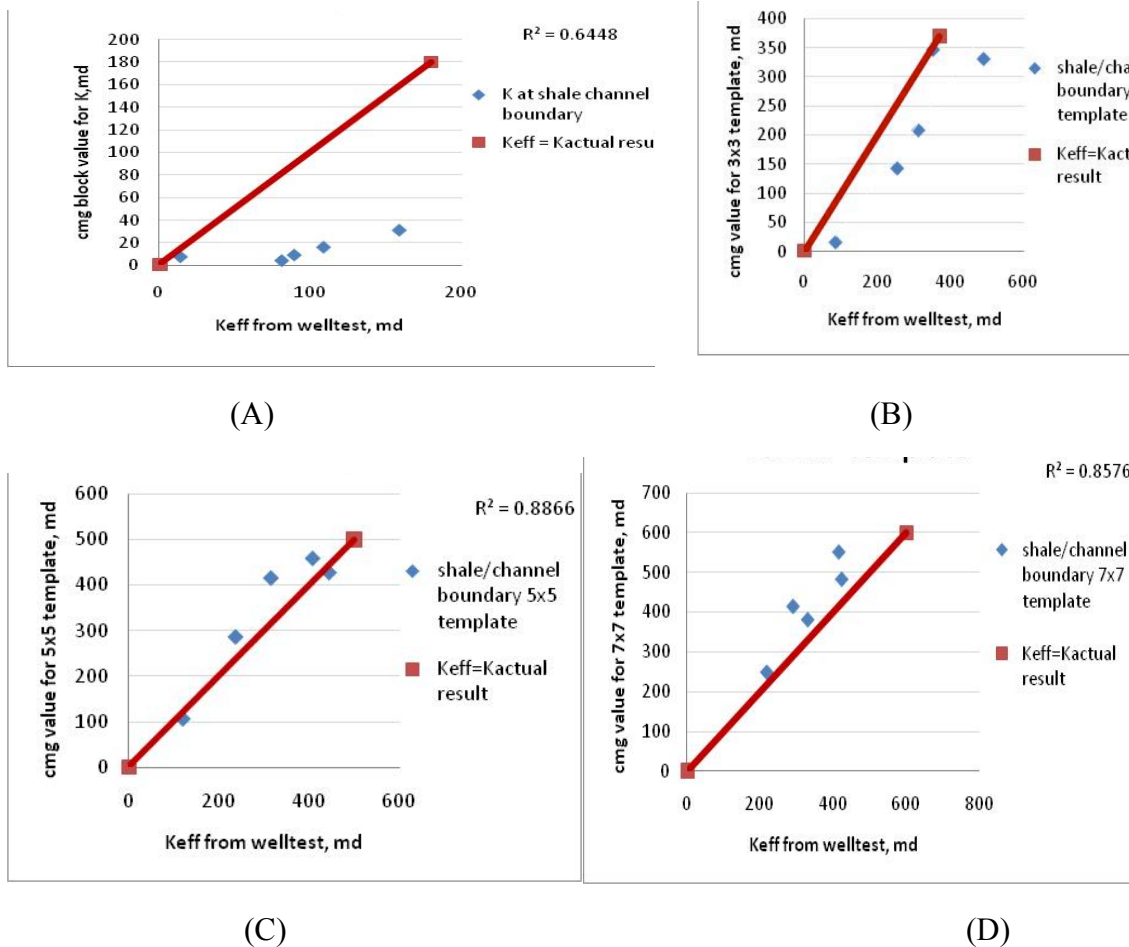 R² = 0.6448
200
180
160
140
120
100
80
60
40
20
0
cmg block value for K,md
0 100 200
Keff from welltest, md
K at shale channel
boundary
Keff = Kactual resu
(A)
400
350
300
250
200
150
100
50
0
cmg value for 3x3 template, md
0 200 400 600
Keff from welltest, md
shale/cha
boundary
template
Keff=Kact
result
(B)
R² = 0.8866
600
500
400
300
200
100
0
cmg value for 5x5 template, md
0 200 400 600
Keff from welltest, md
shale/channel
boundary 5x5
template
Keff=Kactual
result
(C)
R² = 0.8576
700
600
500
400
300
200
100
0
cmg value for 7x7 template, md
0 200 400 600 800
Keff from welltest, md
shale/channel
boundary 7x7
template
Keff=Kactual
result
(D)